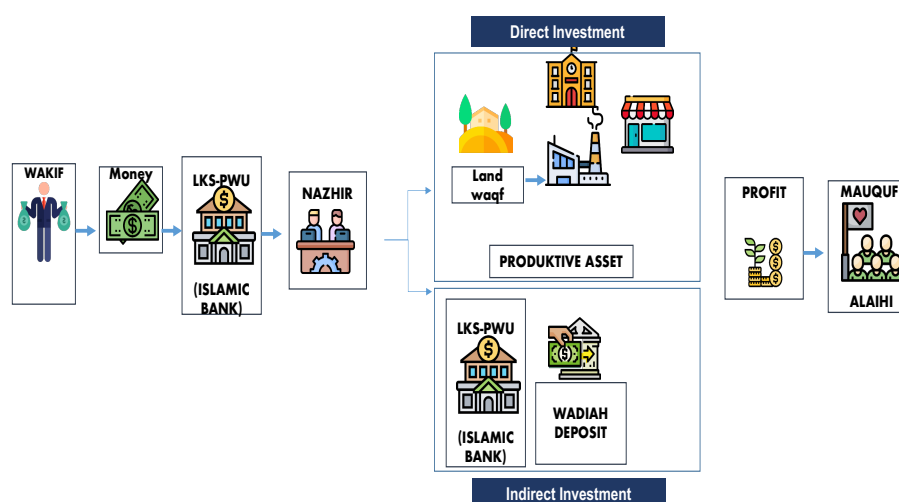 Direct Investment
WAKIF
Money
LKS-PWU
(ISLAMIC
BANK)
NAZHIR
Land
waqf
PRODUKTIVE ASSET
LKS-PWU
(ISLAMIC
BANK)
WADIAH
DEPOSIT
Indirect Investment
PROFIT
MAUQUF
ALAIHI